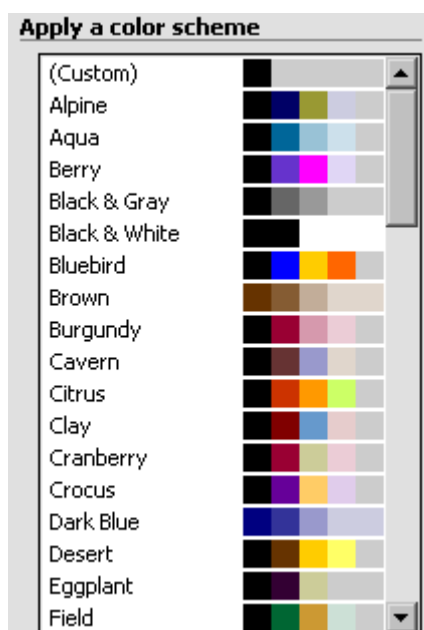 Apply a color scheme
(Custom)
Alpine
Aqua
Berry
Black & Gray
Black & White
Bluebird
Brown
Burgundy
Cavern
Citrus
Clay
Cranberry
Crocus
Dark Blue
Desert
Eggplant
Field